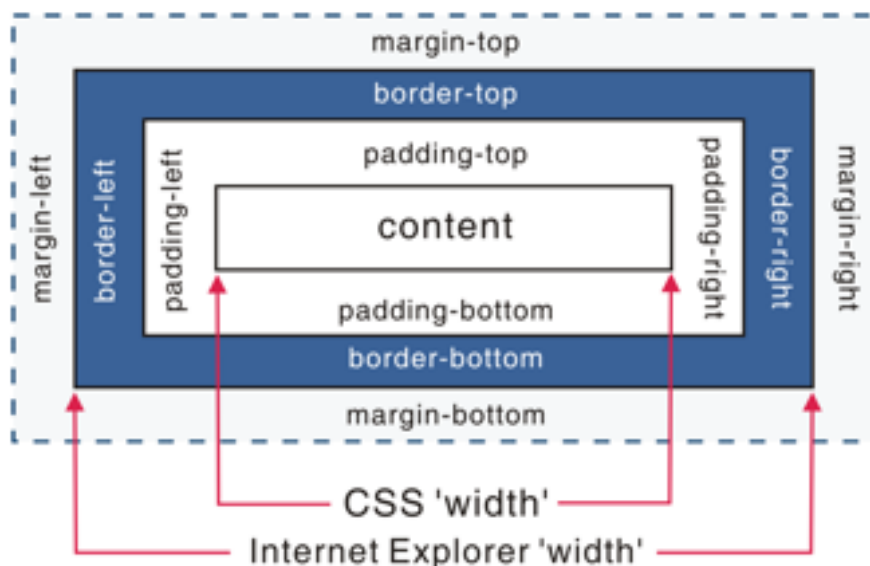 margin-top
border-top
padding-top
margin-left
border-left
padding-left
content
padding-right
border-right
margin-right
padding-bottom
border-bottom
margin-bottom
CSS 'width'
Internet Explorer 'width'